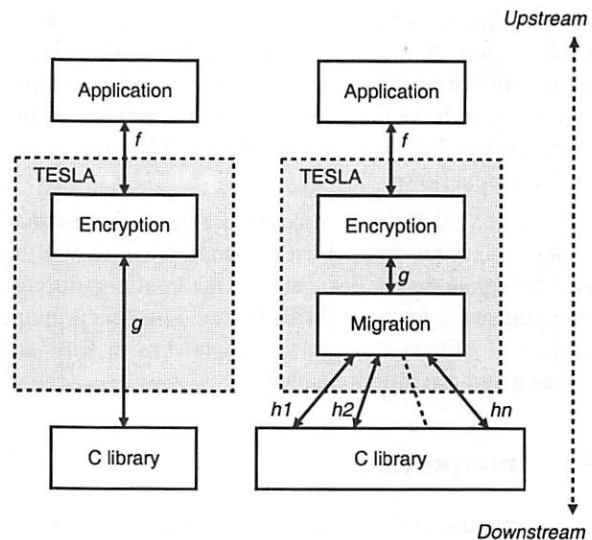 Upstream
Application
Application
f
f
TESLA
TESLA
Encryption
Encryption
g
g
Migration
h1
h2
hn
C library
C library
Downstream